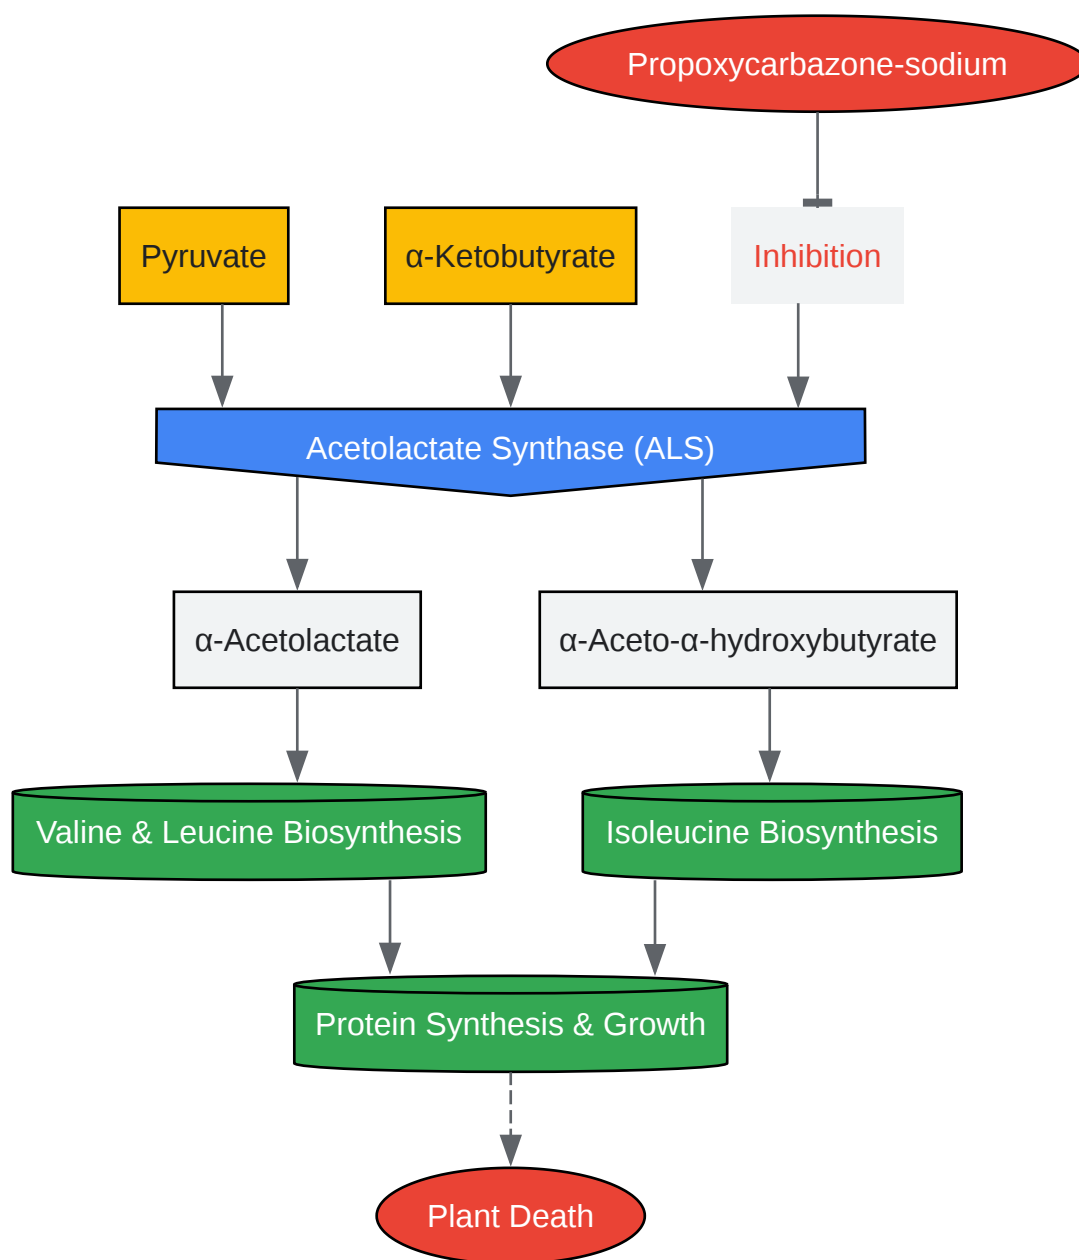 Propoxycarbazone-sodium
Pyruvate
α-Ketobutyrate
Inhibition
Acetolactate Synthase (ALS)
α-Acetolactate
α-Aceto-α-hydroxybutyrate
Valine & Leucine Biosynthesis
Isoleucine Biosynthesis
Protein Synthesis & Growth
Plant Death